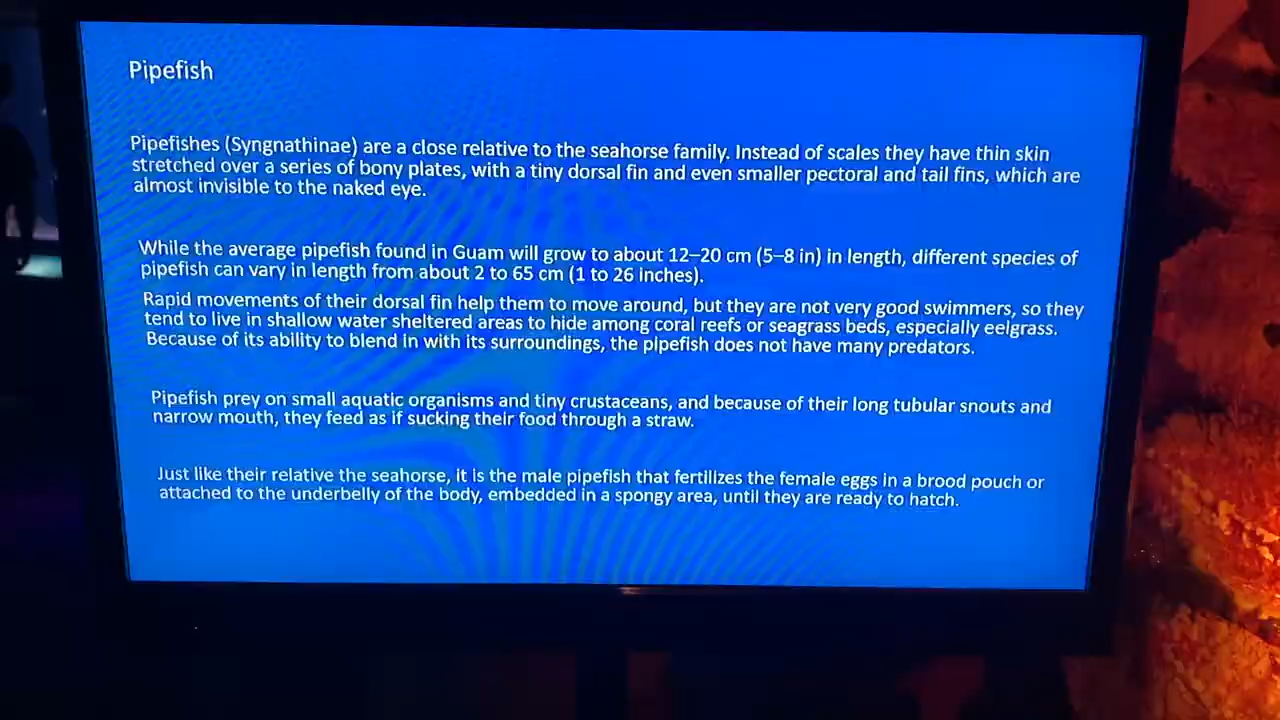 Pipefish
Pipefishes (Syngnathinae) are a close relative to the seahorse family. Instead of scales they have thin skin
stretched over a series of bony plates, with a tiny dorsal fin and even smaller pectoral and tail fins, which are
almost invisible to the naked eye.
While the average pipefish found in Guam will grow to about 12–20 cm (5–8 in) in length, different species of
pipefish can vary in length from about 2 to 65 cm (1 to 26 inches).
Rapid movements of their dorsal fin help them to move around, but they are not very good swimmers, so they
tend to live in shallow water sheltered areas to hide among coral reefs or seagrass beds, especially eelgrass.
Because of its ability to blend in with its surroundings, the pipefish does not have many predators.
Pipefish prey on small aquatic organisms and tiny crustaceans, and because of their long tubular snouts and
narrow mouth, they feed as if sucking their food through a straw.
Just like their relative the seahorse, it is the male pipefish that fertilizes the female eggs in a brood pouch or
attached to the underbelly of the body, embedded in a spongy area, until they are ready to hatch.